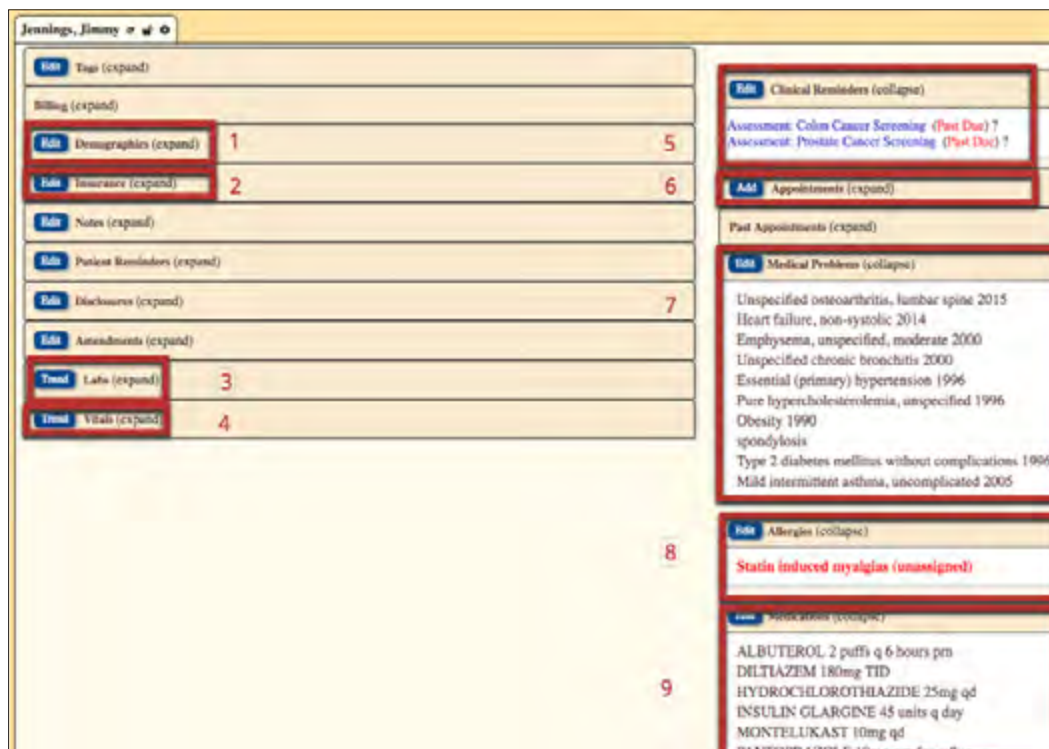 Jennings, Jimmy
Edit Tags (expand)
Billing (expand)
Edit Demographics (expand) 1
Edit Insurance (expand) 2
Edit Notes (expand)
Edit Patient Reminders (expand)
Edit Disclosures (expand)
Edit Amendments (expand)
Trend Labs (expand) 3
Trend Vitals (expand) 4
5
Edit Clinical Reminders (collapse)
Assessment: Colon Cancer Screening (Past Due) ?
Assessment: Prostate Cancer Screening (Past Due) ?
6 Add Appointments (expand)
Past Appointments (expand)
Edit Medical Problems (collapse)
7
Unspecified osteoarthritis, lumbar spine 2015
Heart failure, non-systolic 2014
Emphysema, unspecified, moderate 2000
Unspecified chronic bronchitis 2000
Essential (primary) hypertension 1996
Pure hypercholesterolemia, unspecified 1996
Obesity 1990
spondylosis
Type 2 diabetes mellitus without complications 1996
Mild intermittent asthma, uncomplicated 2005
8
Edit Allergies (collapse)
Statin induced myalgias (unassigned)
Edit Medications (collapse)
9
ALBUTEROL 2 puffs q 6 hours prn
DILTIAZEM 180mg TID
HYDROCHLOROTHIAZIDE 25mg qd
INSULIN GLARGINE 45 units q day
MONTELUKAST 10mg qd